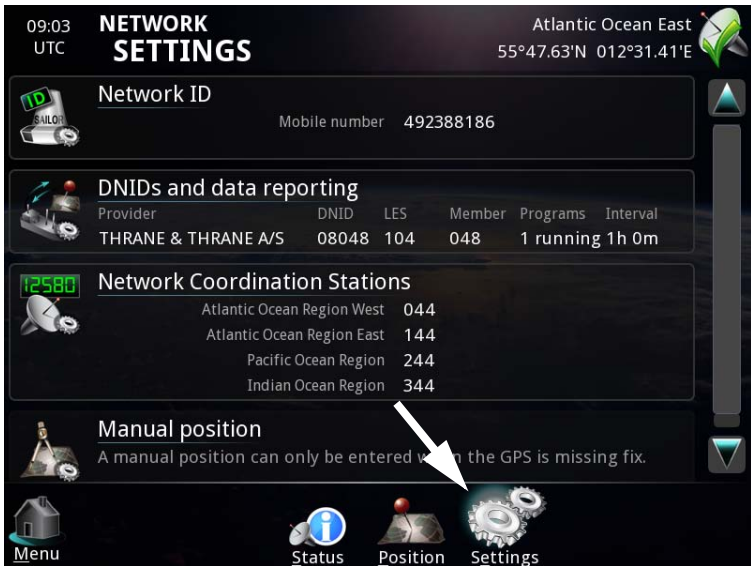 09:03
UTC
NETWORK
SETTINGS
Atlantic Ocean East
55°47.63'N 012°31.41'E
ID
SAILOR
Network ID
Mobile number 492388186
DNIDs and data reporting
Provider DNID LES Member Programs Interval
THRANE & THRANE A/S 08048 104 048 1 running 1h 0m
12580
Network Coordination Stations
Atlantic Ocean Region West 044
Atlantic Ocean Region East 144
Pacific Ocean Region 244
Indian Ocean Region 344
Manual position
A manual position can only be entered when the GPS is missing fix.
Menu
Status Position Settings